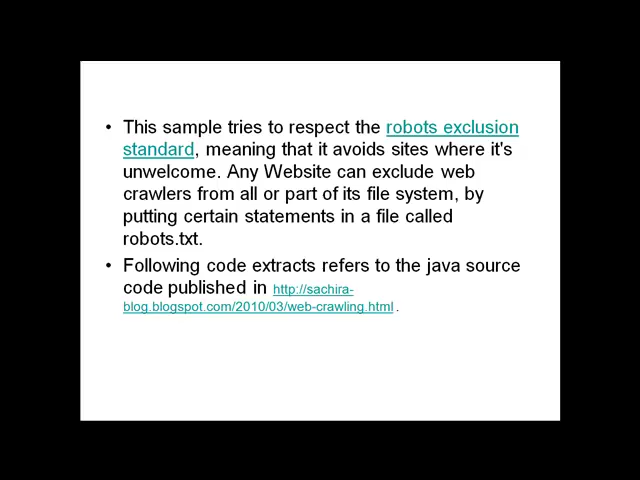 • This sample tries to respect the robots exclusion
standard, meaning that it avoids sites where it's
unwelcome. Any Website can exclude web
crawlers from all or part of its file system, by
putting certain statements in a file called
robots.txt.
• Following code extracts refers to the java source
code published in http://sachira-
blog.blogspot.com/2010/03/web-crawling.html .